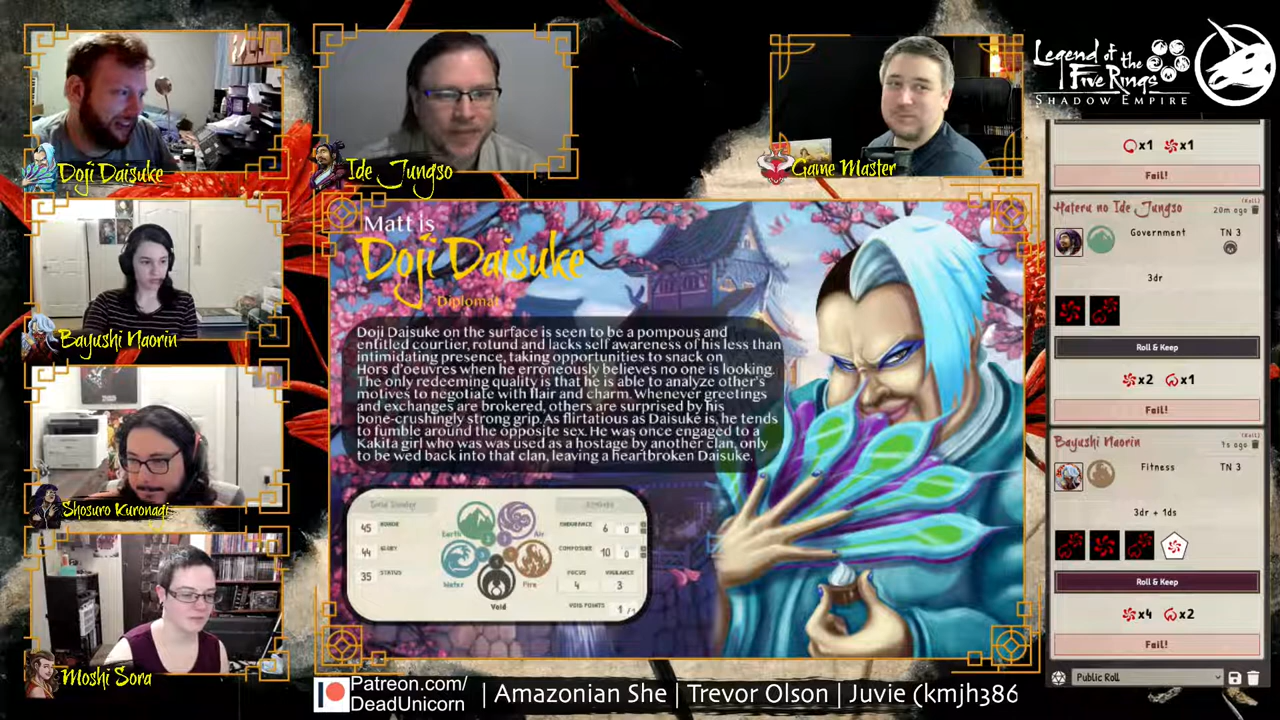 Doji Daisuke
Ide Jungso
Game Master
Bayushi Naorin
Shosuro Kuronagi
Moshi Sora
Legend of the
Five Rings
SHADOW EMPIRE
Matt is
Doji Daisuke
Diplomat
Doji Daisuke on the surface is seen to be a pompous and
entitled courtier, rotund and lacks self awareness of his less than
intimidating presence, taking opportunities to snack on
Hors d'oeuvres when he erroneously believes no one is looking.
The only redeeming quality is that he is able to analyze other's
motives to negotiate with flair and charm. Whenever greetings
and exchanges are brokered, others are surprised by his
bone-crushingly strong grip. As flirtatious as Daisuke is, he tends
to fumble around the opposite sex. He was once engaged to a
Kakita girl who was was used as a hostage by another clan, only
to be wed back into that clan, leaving a heartbroken Daisuke.
45 HONOR
44 GLORY
35 STATUS
Earth
Air
Water
Fire
Void
ENDURANCE 6 0
COMPOSURE 10 0
FOCUS
4
VIGILANCE
3
VOID POINTS 1 /
x1 x1
Fail!
Hateru no Ide Jungso
(Roll)
20m ago
Government
TN 3
3dr
Roll & Keep
x2 x1
Fail!
Bayushi Naorin
(Roll)
7s ago
Fitness
TN 3
3dr + 1ds
Roll & Keep
x4 x2
Fail!
Public Roll
Patreon.com/
DeadUnicorn
| Amazonian She | Trevor Olson | Juvie (kmjh386